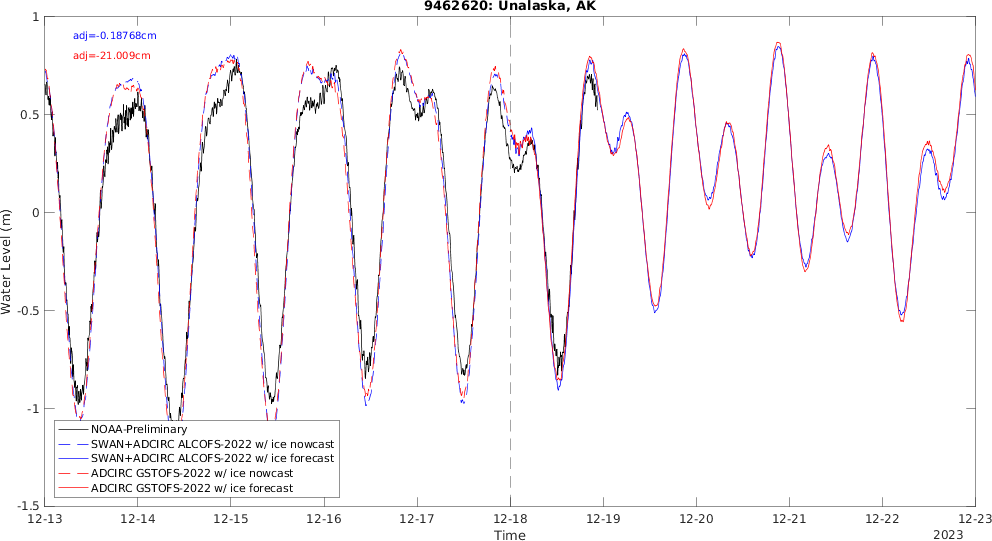 9462620: Unalaska, AK
adj=-0.18768cm
adj=-21.009cm
Water Level (m)
1
0.5
0
-0.5
-1
-1.5
NOAA-Preliminary
SWAN+ADCIRC ALCOFS-2022 w/ ice nowcast
SWAN+ADCIRC ALCOFS-2022 w/ ice forecast
ADCIRC GSTOFS-2022 w/ ice nowcast
ADCIRC GSTOFS-2022 w/ ice forecast
12-13 12-14 12-15 12-16 12-17 12-18 12-19 12-20 12-21 12-22 12-23
Time
2023